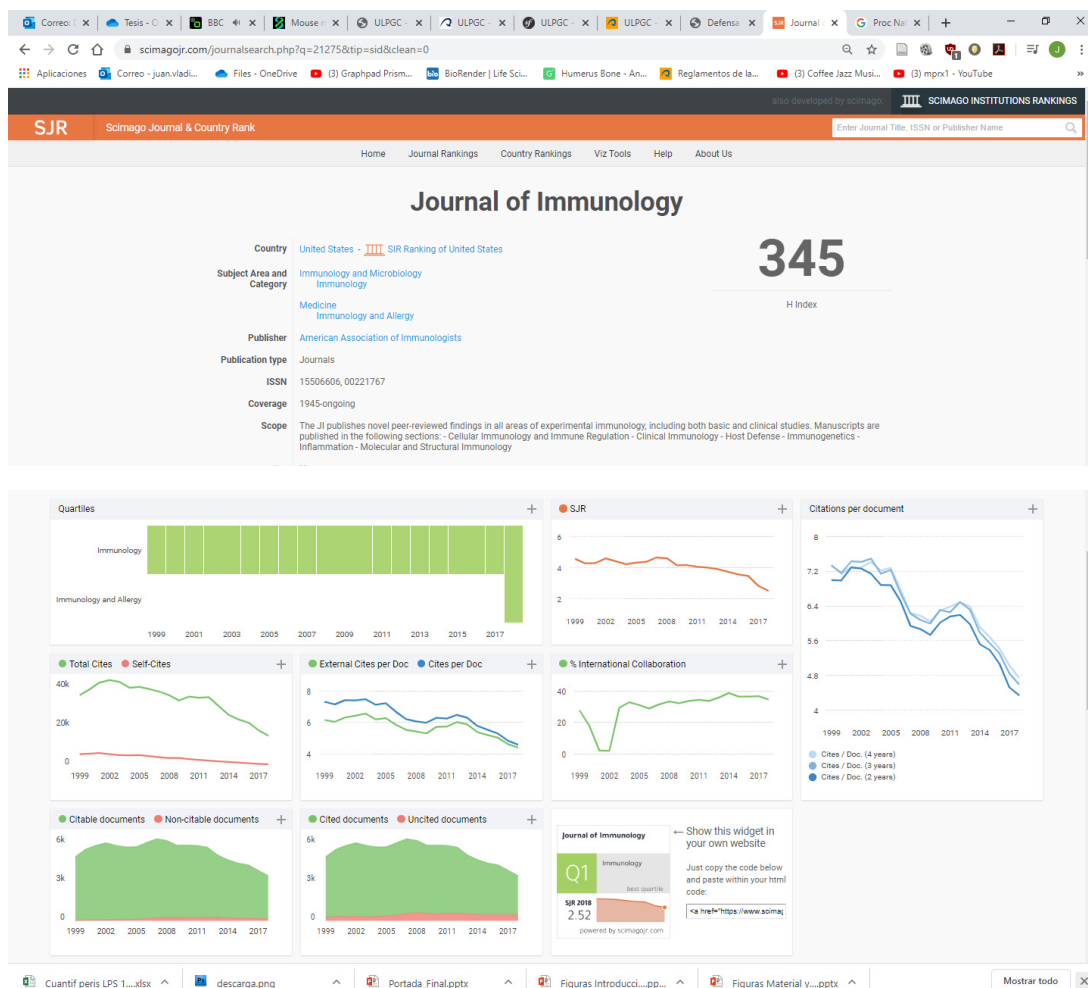 Correo: 
Tesis - O
BBC
Mouse n
ULPGC -
ULPGC -
ULPGC -
ULPGC -
Defensa
Journal
Proc Na
scimagojr.com/journalsearch.php?q=21275&tip=sid&clean=0
1
J
Aplicaciones
Correo - juan.vladi...
Files - OneDrive
(3) Graphpad Prism...
bio BioRender | Life Sci...
G Humerus Bone - An...
Reglamentos de la...
(3) Coffee Jazz Musi...
(3) mprx1 - YouTube
»
also developed by scimago:
SCIMAGO INSTITUTIONS RANKINGS
SJR Scimago Journal & Country Rank
Enter Journal Title, ISSN or Publisher Name
Home Journal Rankings Country Rankings Viz Tools Help About Us
Journal of Immunology
Country United States - SIR Ranking of United States
Subject Area and Category
Immunology and Microbiology
Immunology
Medicine
Immunology and Allergy
Publisher American Association of Immunologists
Publication type Journals
ISSN 15506606, 00221767
Coverage 1945-ongoing
Scope The JI publishes novel peer-reviewed findings in all areas of experimental immunology, including both basic and clinical studies. Manuscripts are
published in the following sections: - Cellular Immunology and Immune Regulation - Clinical Immunology - Host Defense - Immunogenetics -
Inflammation - Molecular and Structural Immunology
345
H Index
Quartiles +
Immunology
Immunology and Allergy
1999 2001 2003 2005 2007 2009 2011 2013 2015 2017
SJR +
6
4
2
1999 2002 2005 2008 2011 2014 2017
Citations per document +
8
7.2
6.4
5.6
4.8
4
1999 2002 2005 2008 2011 2014 2017
Cites / Doc. (4 years)
Cites / Doc. (3 years)
Cites / Doc. (2 years)
Total Cites Self-Cites +
40k
20k
0
1999 2002 2005 2008 2011 2014 2017
External Cites per Doc Cites per Doc +
8
6
4
1999 2002 2005 2008 2011 2014 2017
% International Collaboration +
40
20
0
1999 2002 2005 2008 2011 2014 2017
Citable documents Non-citable documents +
6k
3k
0
1999 2002 2005 2008 2011 2014 2017
Cited documents Uncited documents +
6k
3k
0
1999 2002 2005 2008 2011 2014 2017
Journal of Immunology
Q1 Immunology
best quartile
SJR 2018
2.52
powered by scimagojr.com
← Show this widget in
your own website
Just copy the code below
and paste within your html
code:
<a href="https://www.scimag
Cuantif peris LPS 1....xlsx
descarga.png
Portada_Final.pptx
Figuras Introducci....pp...
Figuras Material y....pptx
Mostrar todo